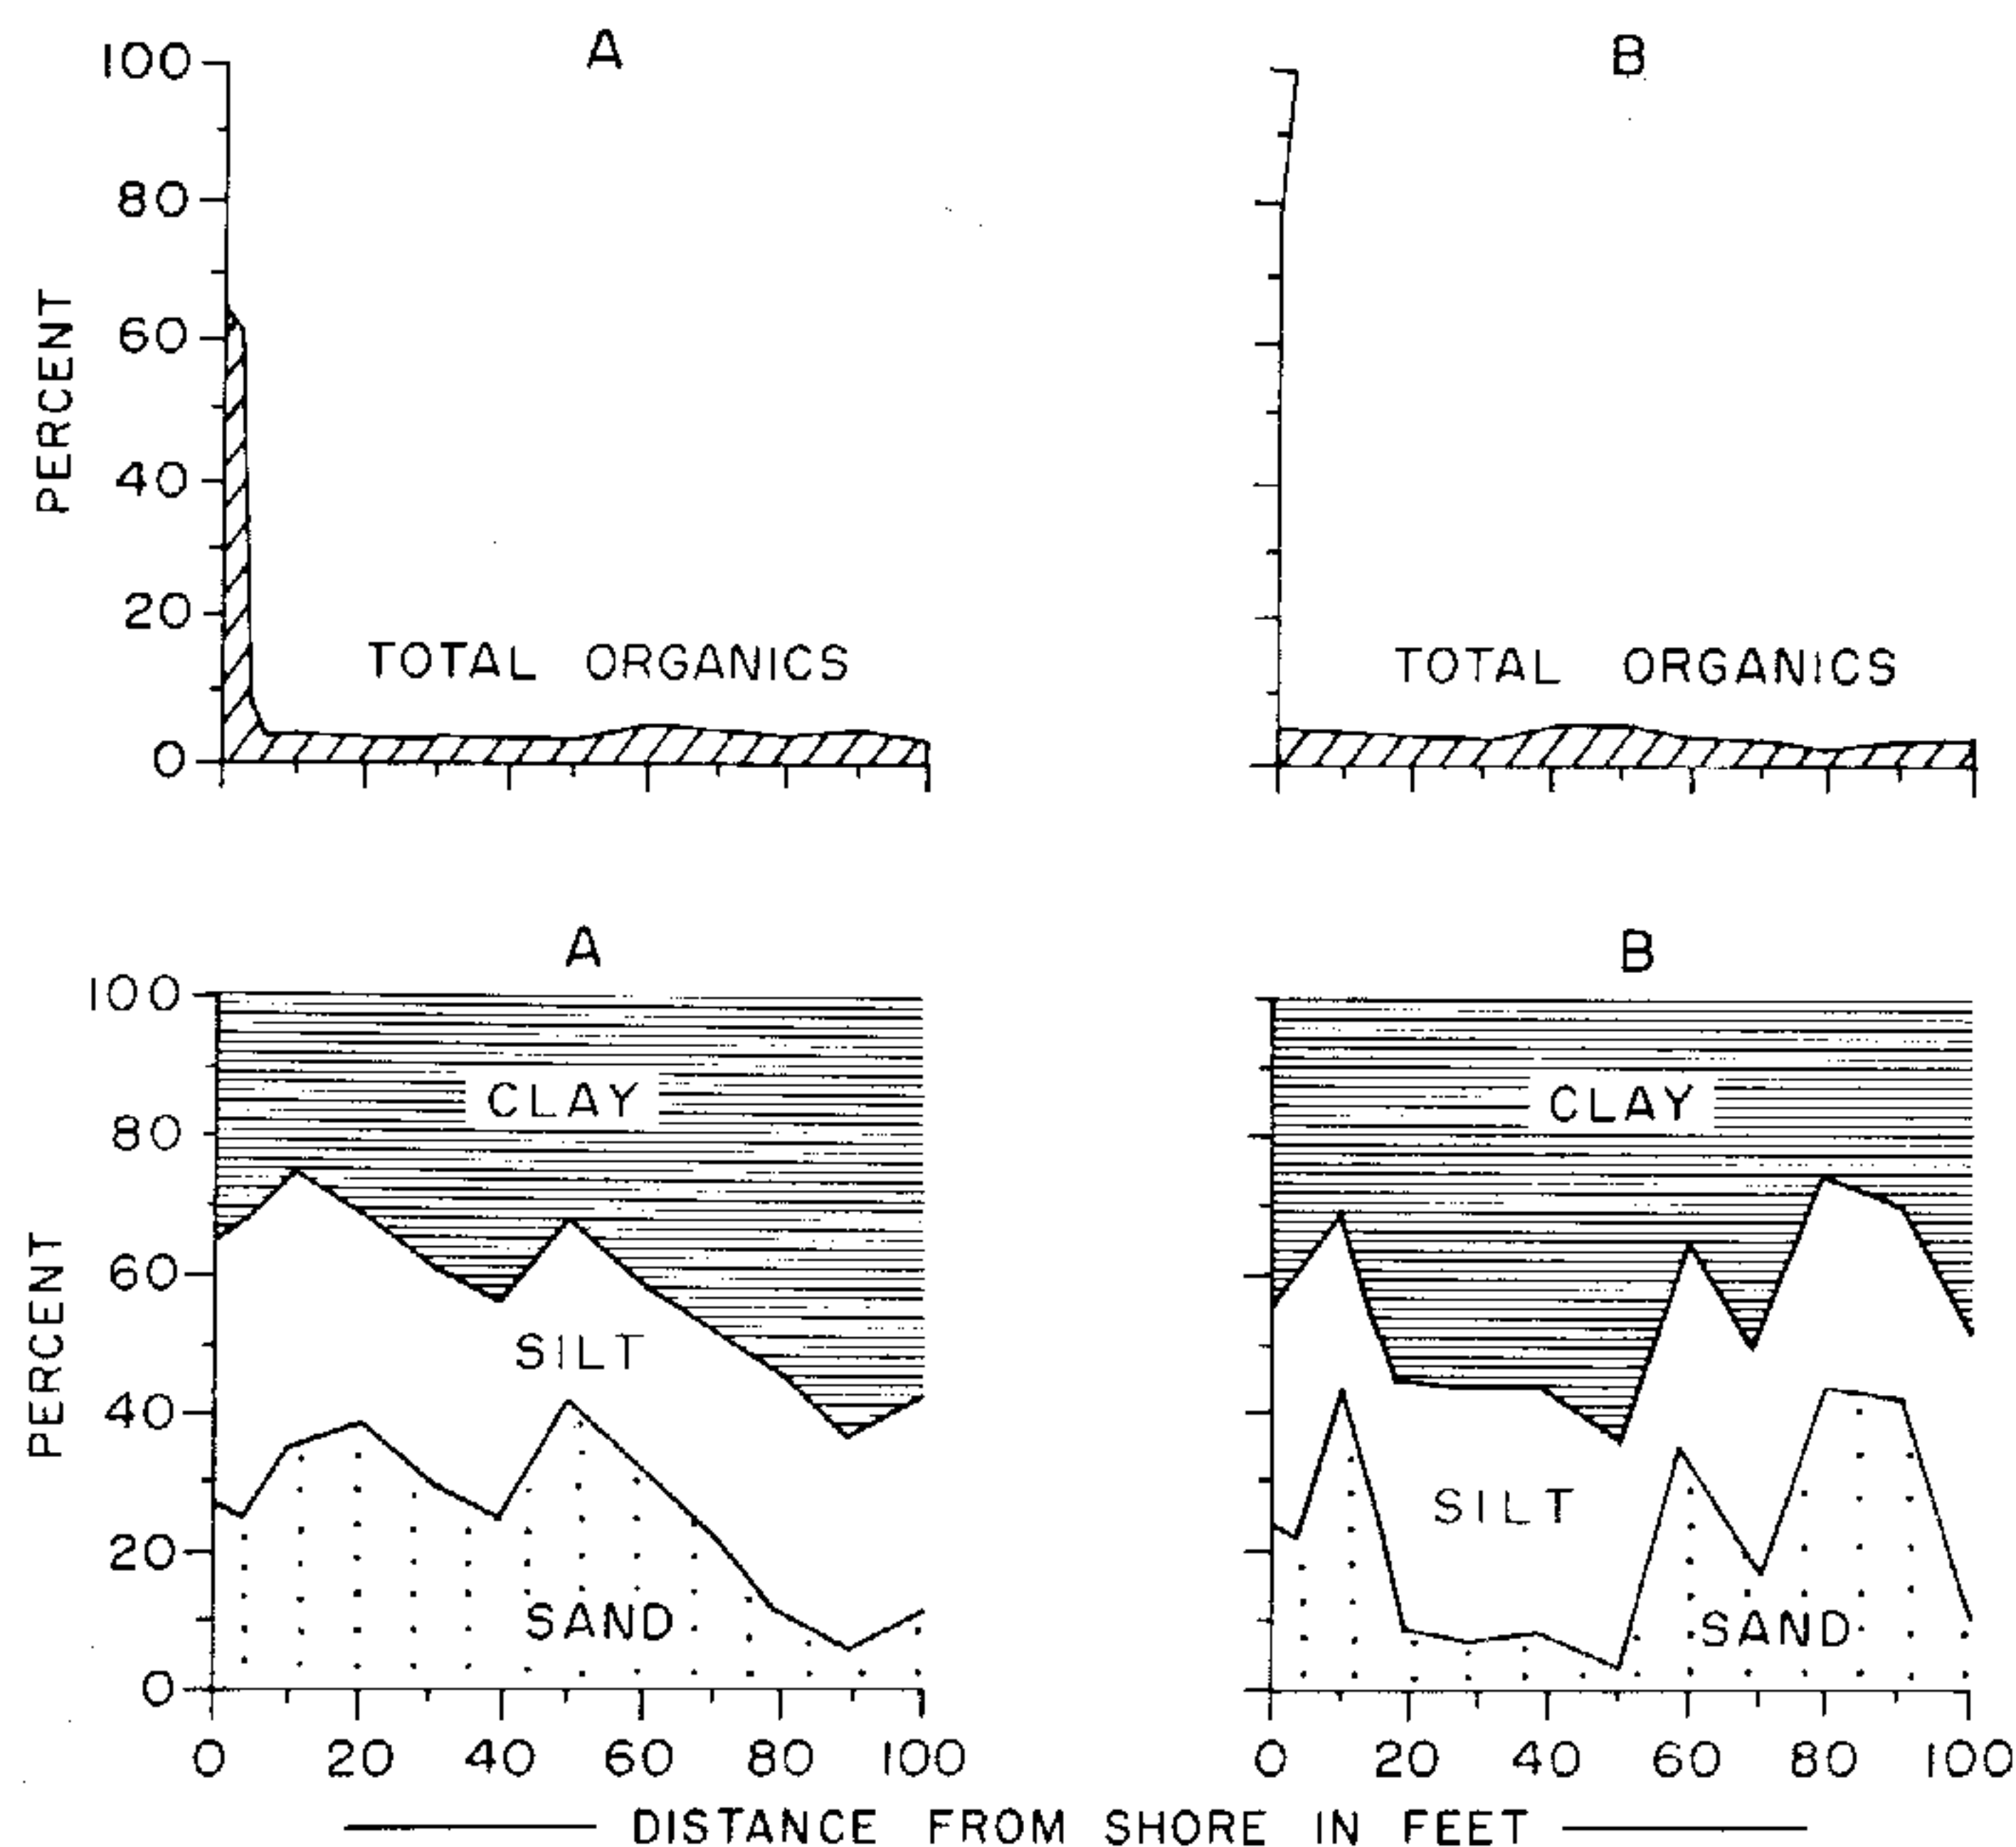 A
B
100
80
60
40
20
0
PERCENT
TOTAL ORGANICS
TOTAL ORGANICS
A
B
100
80
60
40
20
0
PERCENT
CLAY
SILT
SAND
CLAY
SILT
SAND
0 20 40 60 80 100
0 20 40 60 80 100
DISTANCE FROM SHORE IN FEET